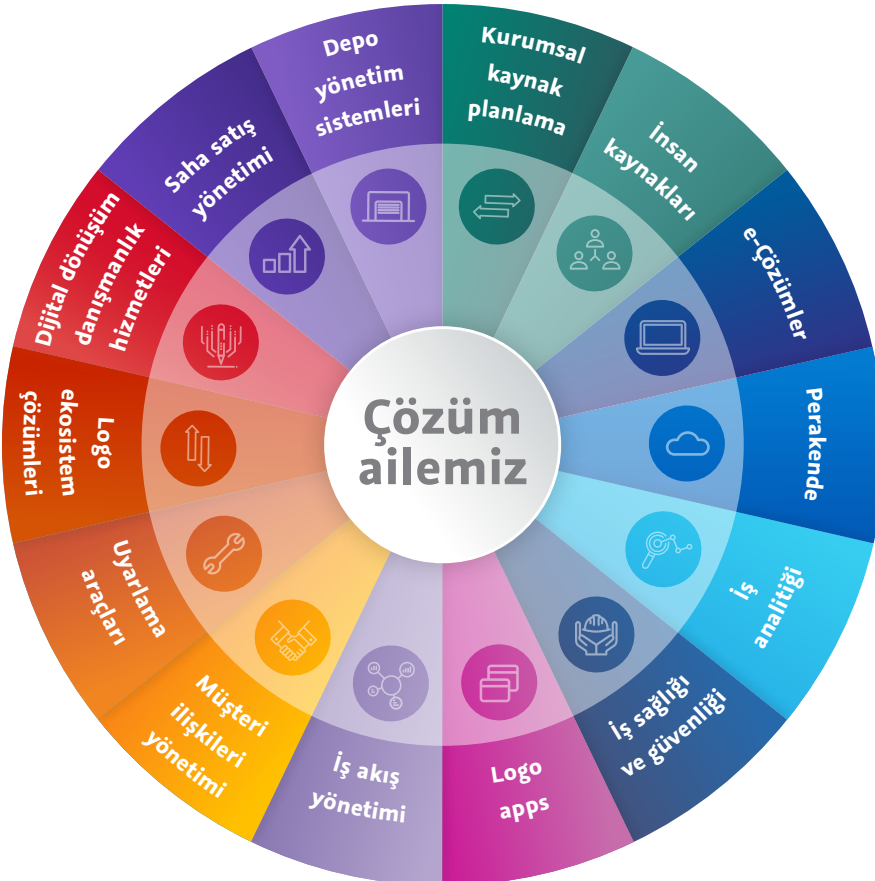 Çözüm
ailemiz
Kurumsal
kaynak
planlama
İnsan
kaynakları
e-Çözümler
Perakende
İş
analitiği
İş sağlığı
ve güvenliği
Logo
apps
İş akış
yönetimi
Müşteri
ilişkileri
yönetimi
Uyarlama
araçları
Logo
ekosistem
çözümleri
Dijital dönüşüm
danışmanlık
hizmetleri
Saha satış
yönetimi
Depo
yönetim
sistemleri